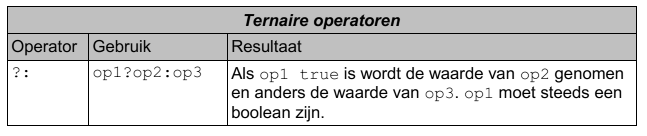 Ternaire operatoren
Operator Gebruik Resultaat
?: op1?op2:op3 Als op1 true is wordt de waarde van op2 genomen
en anders de waarde van op3. op1 moet steeds een
boolean zijn.